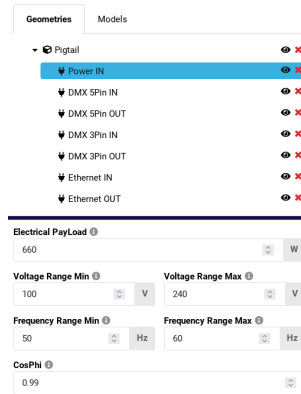 Geometries Models
Pigtail
Power IN
DMX 5Pin IN
DMX 5Pin OUT
DMX 3Pin IN
DMX 3Pin OUT
Ethernet IN
Ethernet OUT
Electrical PayLoad
660 W
Voltage Range Min Voltage Range Max
100 V 240 V
Frequency Range Min Frequency Range Max
50 Hz 60 Hz
CosPhi
0.99